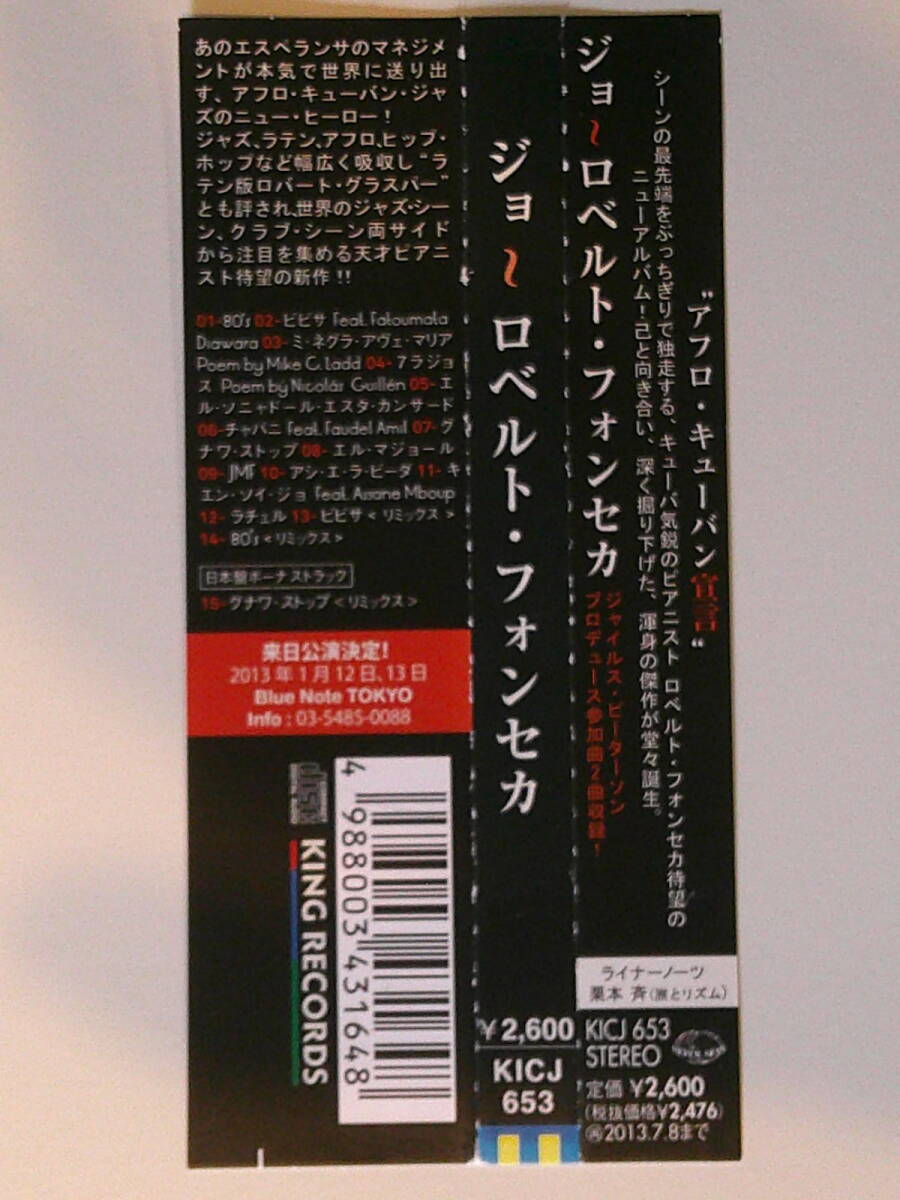 あのエスペランサのマネジメ
ントが本気で世界に送り出
す、アフロ・キューバン・ジャ
ズのニュー・ヒーロー!
ジャズ、ラテン、アフロ、ヒップ・
ホップなど幅広く吸収し“ラ
テン版ロバート・グラスパー”
とも評され、世界のジャズ・シー
ン、クラブ・シーン両サイド
から注目を集める天才ピアニ
スト待望の新作!!
01- 80's 02- ビビサ feat. Fatoumata
Diawara 03- ミ・ネグラ・アヴェ・マリア
Poem by Mike C. Ladd 04- 7ラジョ
ス Poem by Nicolás Guillén 05- エ
ル・ソニャドール・エスタ・カンサード
06- チャバニ feat. Faudel Amil 07- グ
ナワ・ストップ 08- エル・マジョール
09- JMF 10- アシ・エ・ラ・ビーダ 11- キ
エン・ソイ・ジョ feat. Assane Mboup
12- ラチェル 13- ビビサ<リミックス>
14- 80's<リミックス>
日本盤ボーナストラック
15- グナワ・ストップ<リミックス>
来日公演決定!
2013年1月12日、13日
Blue Note TOKYO
Info : 03-5485-0088
disc
KING RECORDS
4 988003 431648
ジョ~ロベルト・フォンセカ
¥2,600
KICJ
653
“アフロ・キューバン宣言“
シーンの最先端をぶっちぎりで独走する、キューバ気鋭のピアニスト ロベルト・フォンセカ待望の
ニューアルバム!己と向き合い、深く掘り下げた、渾身の傑作が堂々誕生。
ジョ~ロベルト・フォンセカ
ジャイルス・ピーターソン
プロデュース参加曲2曲収録!
ライナーノーツ
栗本 斉(旅とリズム)
KICJ 653
STEREO
定価 ¥2,600
(税抜価格¥2,476)
㋳2013.7.8まで